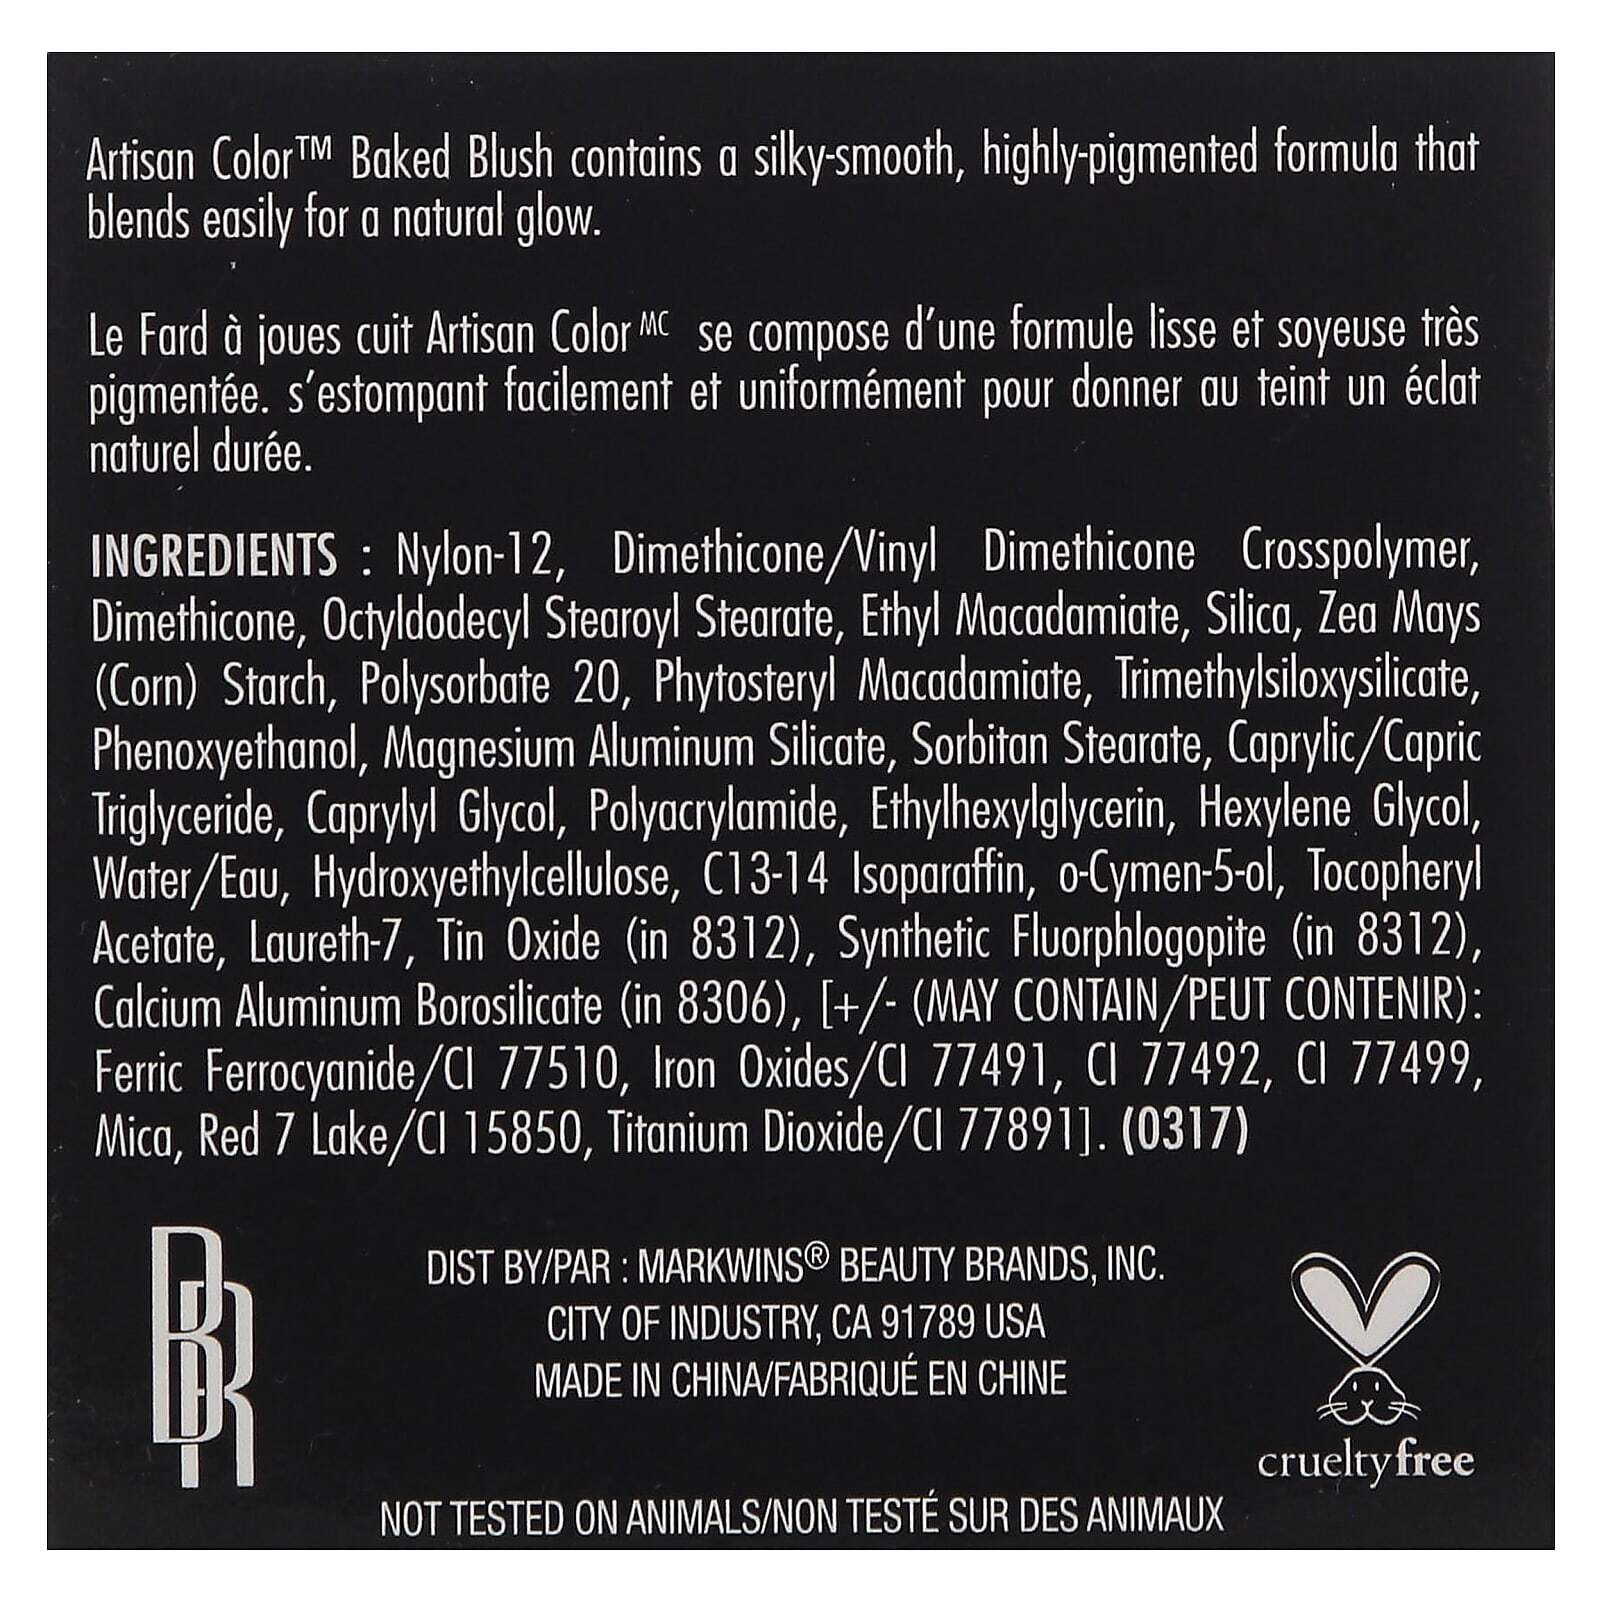 Artisan Color™ Baked Blush contains a silky-smooth, highly-pigmented formula that
blends easily for a natural glow.
Le Fard à joues cuit Artisan Color MC se compose d'une formule lisse et soyeuse très
pigmentée. s'estompant facilement et uniformément pour donner au teint un éclat
naturel durée.
INGREDIENTS : Nylon-12, Dimethicone/Vinyl Dimethicone Crosspolymer,
Dimethicone, Octyldodecyl Stearoyl Stearate, Ethyl Macadamiate, Silica, Zea Mays
(Corn) Starch, Polysorbate 20, Phytosteryl Macadamiate, Trimethylsiloxysilicate,
Phenoxyethanol, Magnesium Aluminum Silicate, Sorbitan Stearate, Caprylic/Capric
Triglyceride, Caprylyl Glycol, Polyacrylamide, Ethylhexylglycerin, Hexylene Glycol,
Water/Eau, Hydroxyethylcellulose, C13-14 Isoparaffin, o-Cymen-5-ol, Tocopheryl
Acetate, Laureth-7, Tin Oxide (in 8312), Synthetic Fluorphlogopite (in 8312),
Calcium Aluminum Borosilicate (in 8306), [+/- (MAY CONTAIN/PEUT CONTENIR):
Ferric Ferrocyanide/CI 77510, Iron Oxides/CI 77491, CI 77492, CI 77499,
Mica, Red 7 Lake/CI 15850, Titanium Dioxide/CI 77891]. (0317)
BR
DIST BY/PAR : MARKWINS® BEAUTY BRANDS, INC.
CITY OF INDUSTRY, CA 91789 USA
MADE IN CHINA/FABRIQUÉ EN CHINE
crueltyfree
NOT TESTED ON ANIMALS/NON TESTÉ SUR DES ANIMAUX